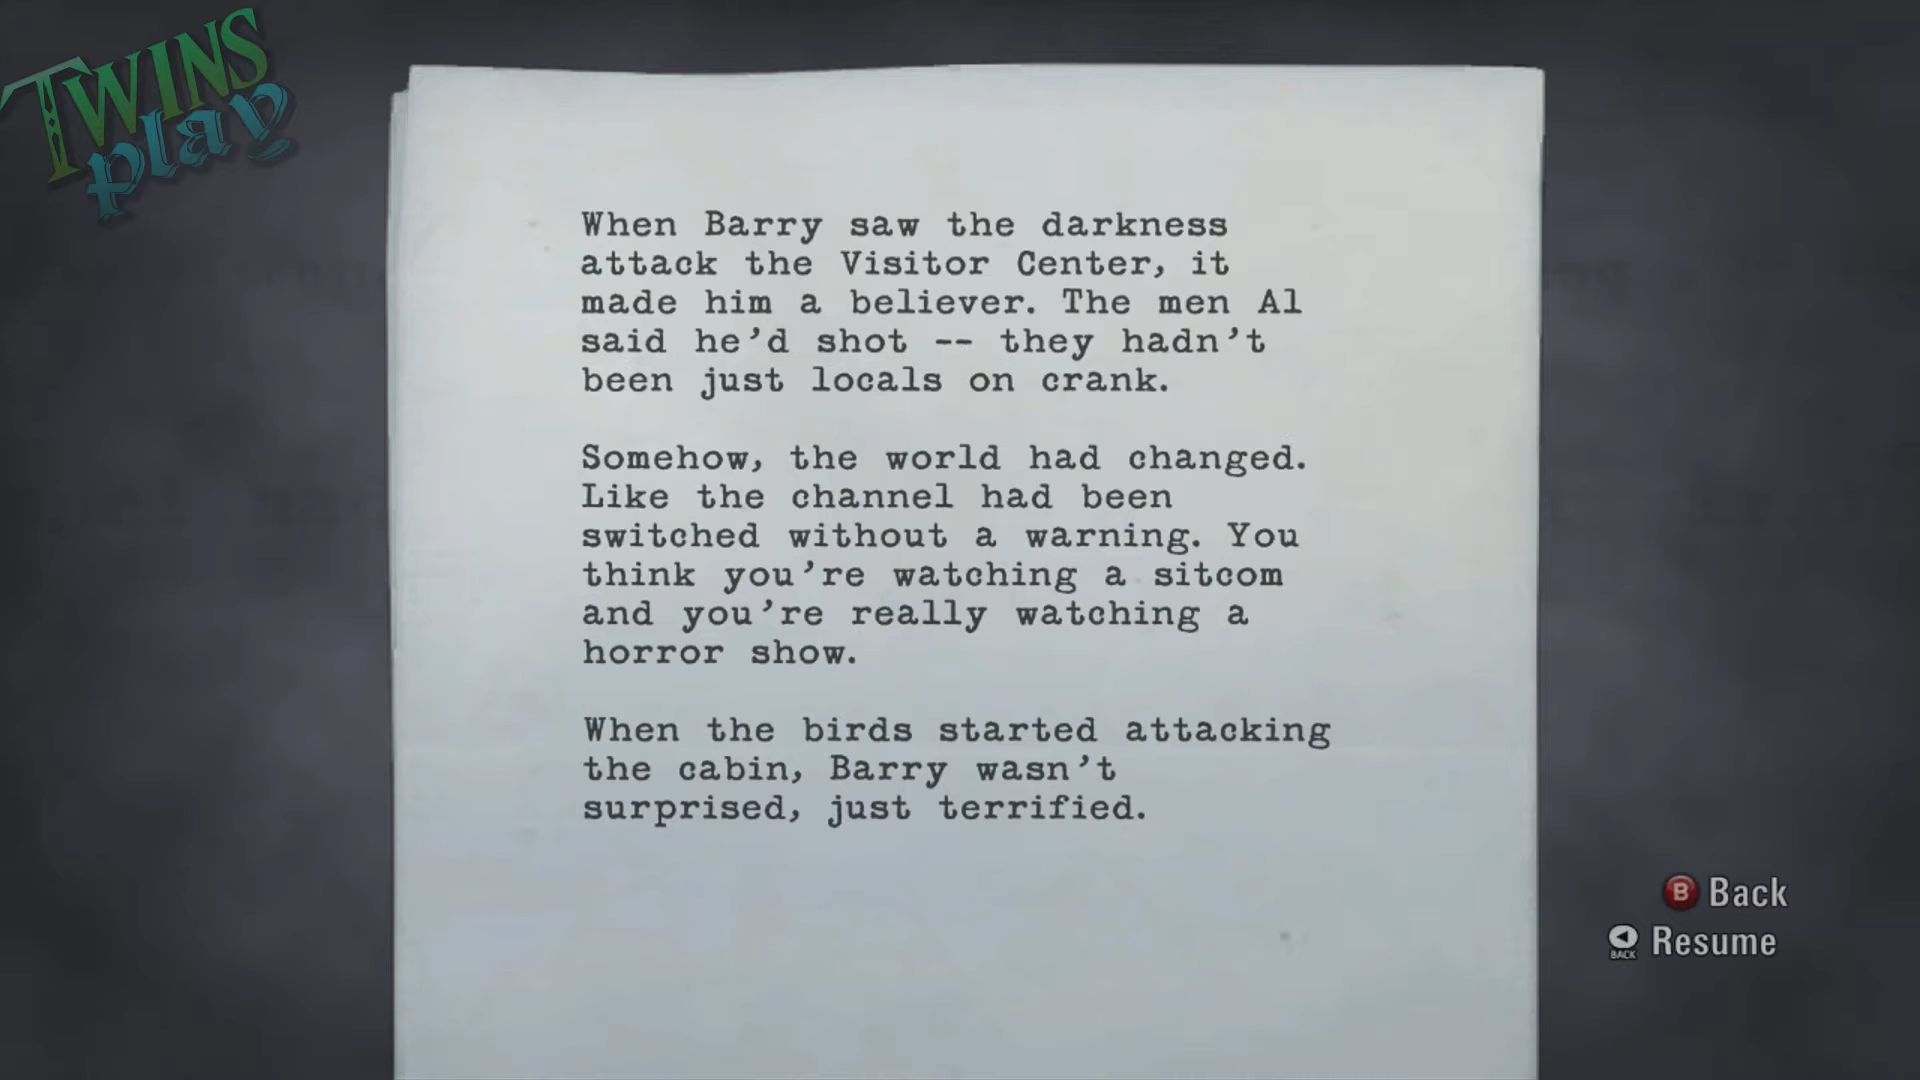 TWINS
play
When Barry saw the darkness
attack the Visitor Center, it
made him a believer. The men Al
said he'd shot -- they hadn't
been just locals on crank.
Somehow, the world had changed.
Like the channel had been
switched without a warning. You
think you're watching a sitcom
and you're really watching a
horror show.
When the birds started attacking
the cabin, Barry wasn't
surprised, just terrified.
B Back
BACK Resume